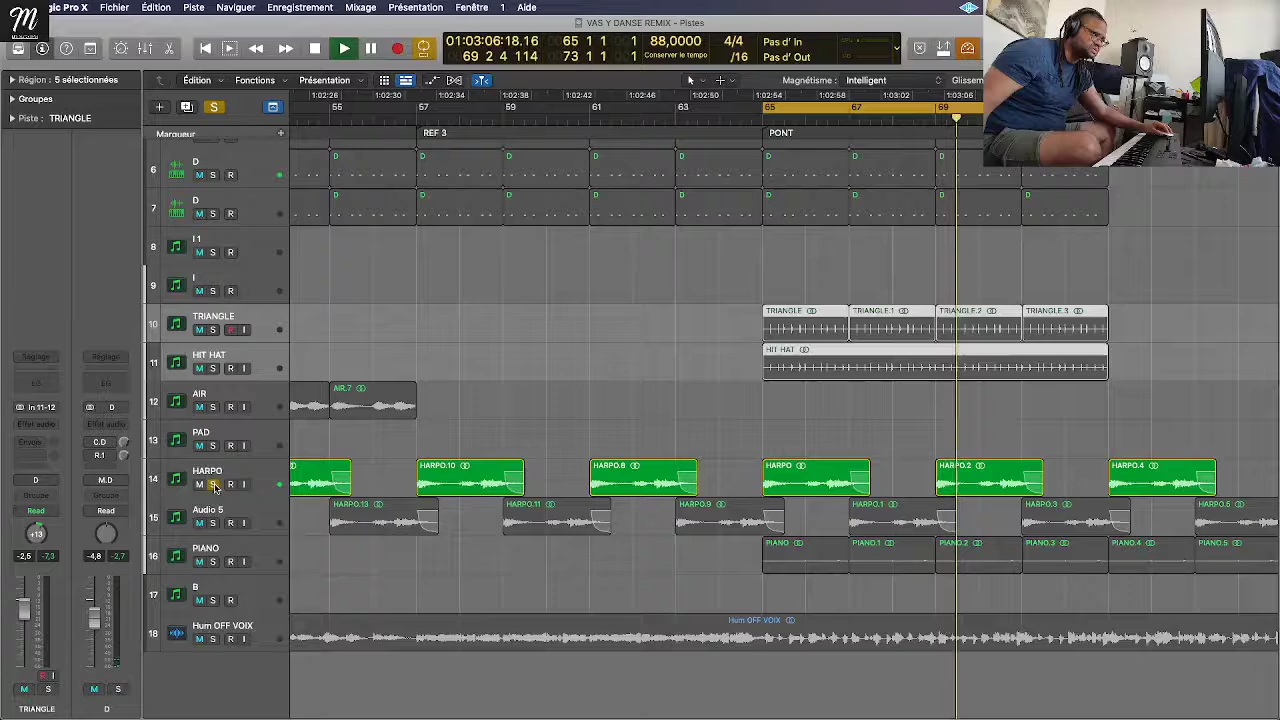 gic Pro X Fichier Édition Piste Naviguer Enregistrement Mixage Présentation Fenêtre 1 Aide
VAS Y DANSE REMIX - Pistes
01:03:06:18.16 65 1 1 1 88,0000 4/4 Pas d' In
69 2 4 114 73 1 1 1 Conserver le tempo /16 Pas d'Out
Région : 5 sélectionnées
Édition Fonctions Présentation Magnétisme : Intelligent Glissem
Groupes
Piste : TRIANGLE
S
1:02:26 1:02:30 1:02:34 1:02:38 1:02:42 1:02:46 1:02:50 1:02:54 1:02:58 1:03:02 1:03:06
55 57 59 61 63 65 67 69
Marqueur REF 3 PONT
6 D
M S R
D D D D D D D D
7 D
M S R
D D D D D D D D
8 I 1
M S R
9 I
M S R
10 TRIANGLE
M S R I
TRIANGLE TRIANGLE.1 TRIANGLE.2 TRIANGLE.3
11 HIT HAT
M S R I
HIT HAT
12 AIR
M S R I
AIR.7
13 PAD
M S R I
14 HARPO
M S R I
HARPO.10 HARPO.8 HARPO HARPO.2 HARPO.4
15 Audio 5
M S R I
HARPO.13 HARPO.11 HARPO.9 HARPO.1 HARPO.3 HARPO.5
16 PIANO
M S R I
PIANO PIANO.1 PIANO.2 PIANO.3 PIANO.4 PIANO.5
17 B
M S R
18 Hum OFF VOIX
M S R I
Hum OFF VOIX
Réglage Réglage
EG EG
In 11-12 D
Effet audio Effet audio
Envois C.D
R.1
D M.D
Groupe Groupe
Read Read
+13
-2,5 -7,3 -4,8 -2,7
R I
M S M S
TRIANGLE D